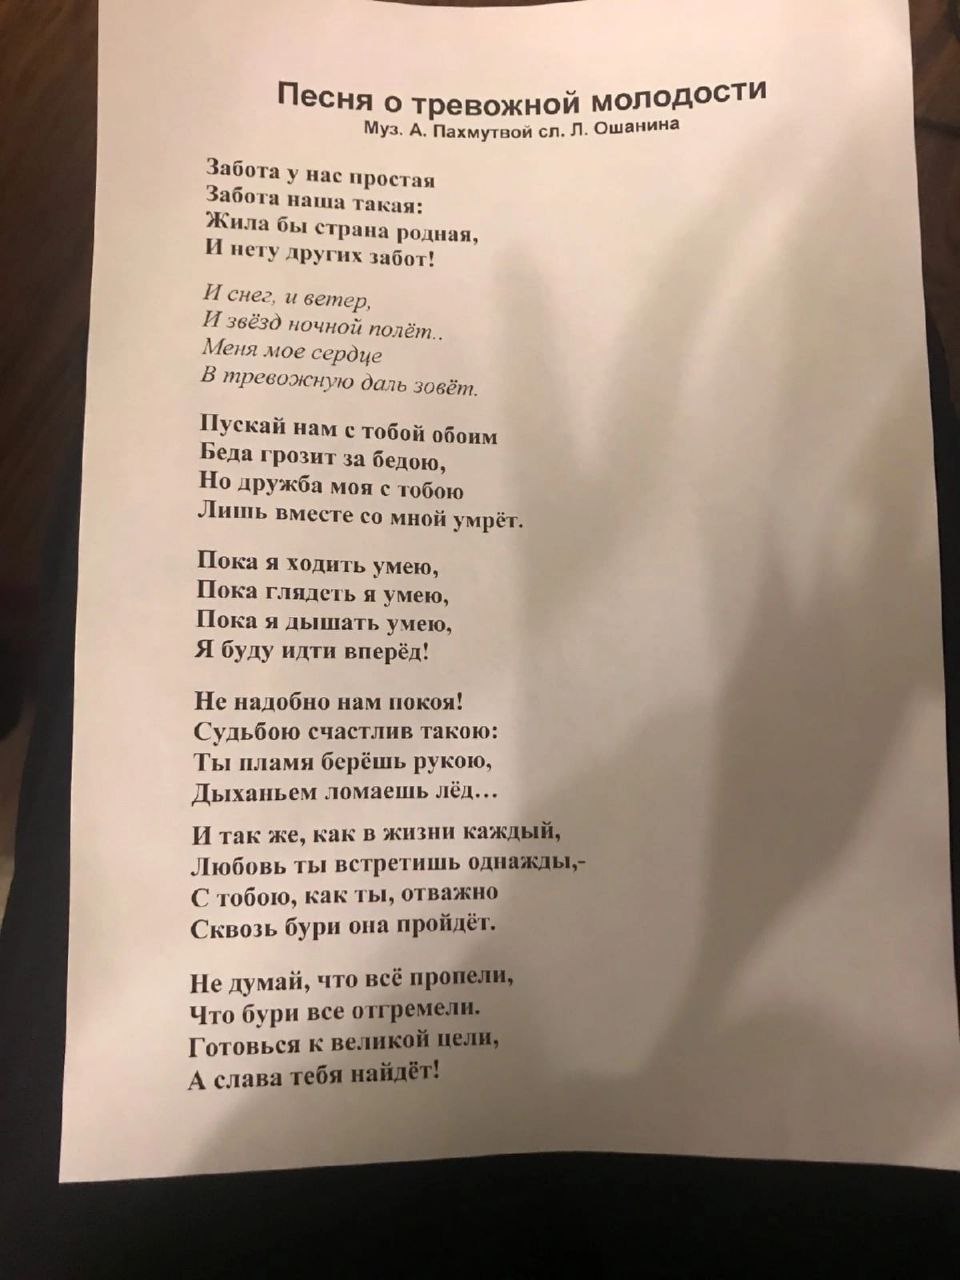 Песня о тревожной молодости
Муз. А. Пахмутвой сл. Л. Ошанина
Забота у нас простая
Забота наша такая:
Жила бы страна родная,
И нету других забот!
И снег, и ветер,
И звёзд ночной полёт..
Меня мое сердце
В тревожную даль зовёт.
Пускай нам с тобой обоим
Беда грозит за бедою,
Но дружба моя с тобою
Лишь вместе со мной умрёт.
Пока я ходить умею,
Пока глядеть я умею,
Пока я дышать умею,
Я буду идти вперёд!
Не надобно нам покоя!
Судьбою счастлив такою:
Ты пламя берёшь рукою,
Дыханьем ломаешь лёд…
И так же, как в жизни каждый,
Любовь ты встретишь однажды,-
С тобою, как ты, отважно
Сквозь бури она пройдёт.
Не думай, что всё пропели,
Что бури все отгремели.
Готовься к великой цели,
А слава тебя найдёт!